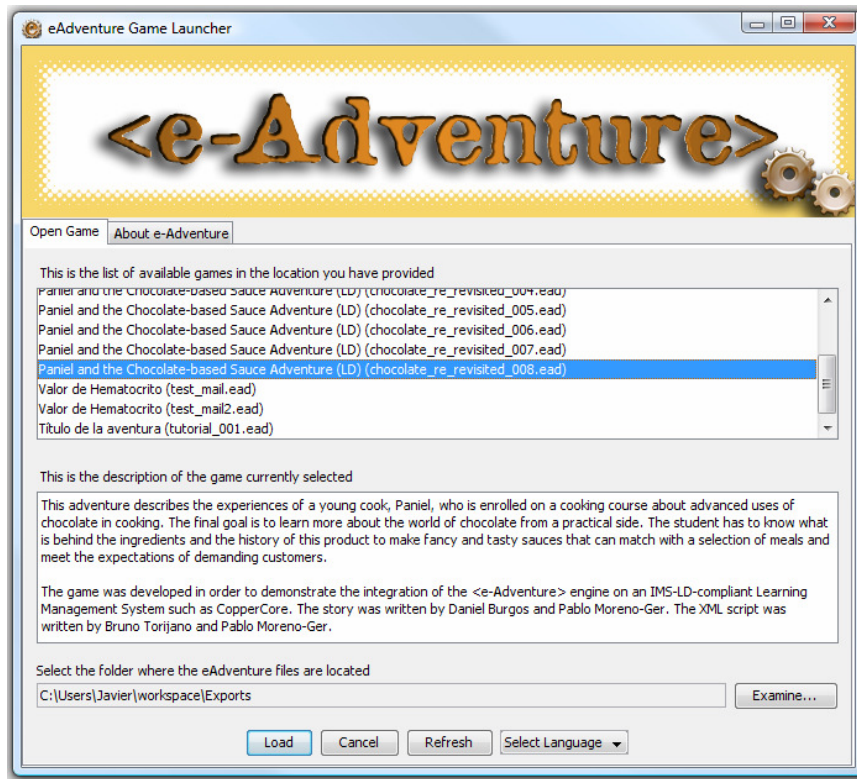 eAdventure Game Launcher
<e-Adventure>
Open Game
About e-Adventure
This is the list of available games in the location you have provided
Paniel and the Chocolate-based Sauce Adventure (LD) (chocolate_re_revisited_004.ead)
Paniel and the Chocolate-based Sauce Adventure (LD) (chocolate_re_revisited_005.ead)
Paniel and the Chocolate-based Sauce Adventure (LD) (chocolate_re_revisited_006.ead)
Paniel and the Chocolate-based Sauce Adventure (LD) (chocolate_re_revisited_007.ead)
Paniel and the Chocolate-based Sauce Adventure (LD) (chocolate_re_revisited_008.ead)
Valor de Hematocrito (test_mail.ead)
Valor de Hematocrito (test_mail2.ead)
Título de la aventura (tutorial_001.ead)
This is the description of the game currently selected
This adventure describes the experiences of a young cook, Paniel, who is enrolled on a cooking course about advanced uses of
chocolate in cooking. The final goal is to learn more about the world of chocolate from a practical side. The student has to know what
is behind the ingredients and the history of this product to make fancy and tasty sauces that can match with a selection of meals and
meet the expectations of demanding customers.
The game was developed in order to demonstrate the integration of the <e-Adventure> engine on an IMS-LD-compliant Learning
Management System such as CopperCore. The story was written by Daniel Burgos and Pablo Moreno-Ger. The XML script was
written by Bruno Torijano and Pablo Moreno-Ger.
Select the folder where the eAdventure files are located
C:\Users\Javier\workspace\Exports
Examine...
Load
Cancel
Refresh
Select Language